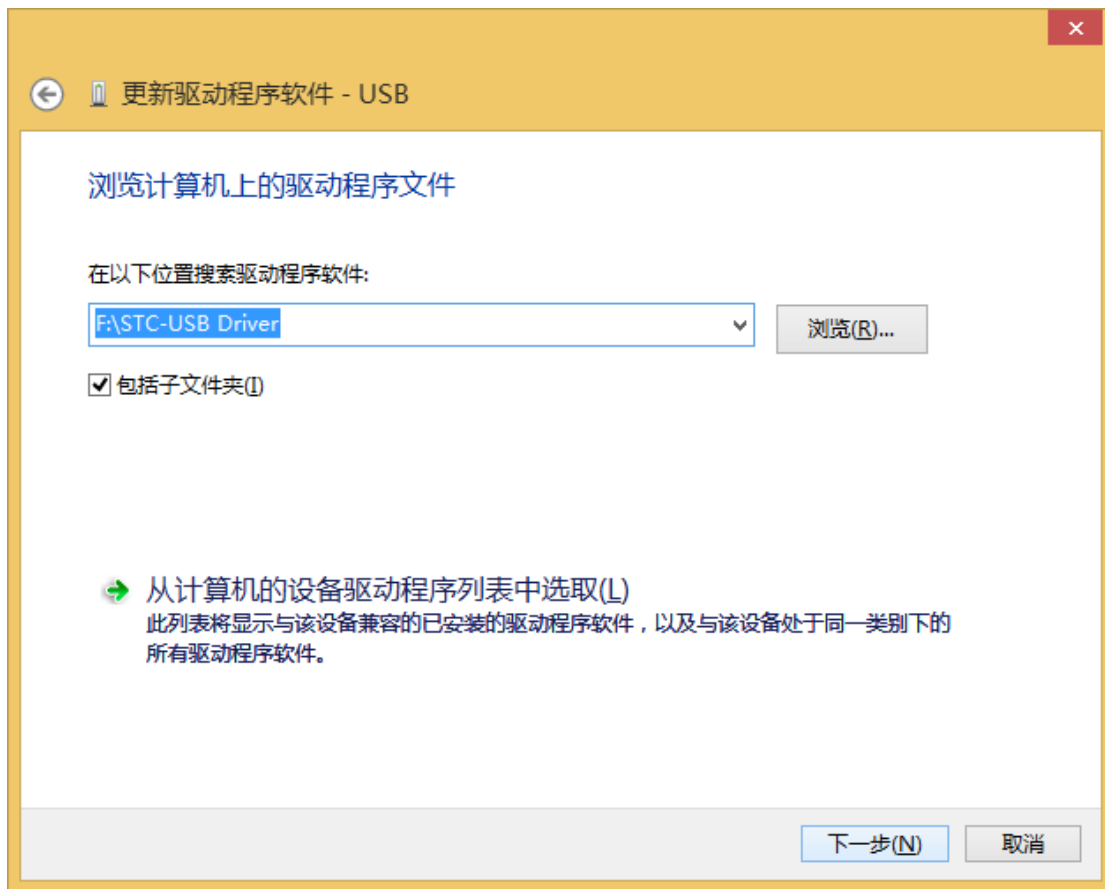 更新驱动程序软件 - USB
浏览计算机上的驱动程序文件
在以下位置搜索驱动程序软件:
F:\STC-USB Driver
浏览(R)...
包括子文件夹(I)
从计算机的设备驱动程序列表中选取(L)
此列表将显示与该设备兼容的已安装的驱动程序软件，以及与该设备处于同一类别下的
所有驱动程序软件。
下一步(N)
取消